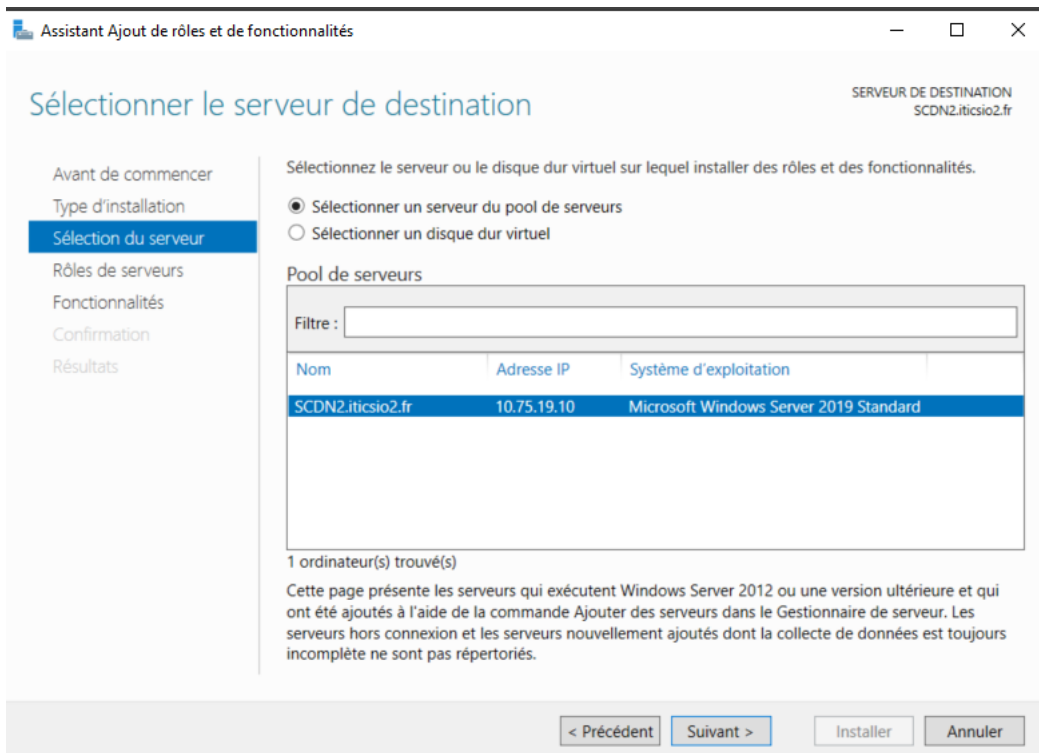 Assistant Ajout de rôles et de fonctionnalités
Sélectionner le serveur de destination
SERVEUR DE DESTINATION
SCDN2.iticsio2.fr
Avant de commencer
Type d'installation
Sélection du serveur
Rôles de serveurs
Fonctionnalités
Confirmation
Résultats
Sélectionnez le serveur ou le disque dur virtuel sur lequel installer des rôles et des fonctionnalités.
Sélectionner un serveur du pool de serveurs
Sélectionner un disque dur virtuel
Pool de serveurs
Filtre :
Nom Adresse IP Système d'exploitation
SCDN2.iticsio2.fr 10.75.19.10 Microsoft Windows Server 2019 Standard
1 ordinateur(s) trouvé(s)
Cette page présente les serveurs qui exécutent Windows Server 2012 ou une version ultérieure et qui
ont été ajoutés à l'aide de la commande Ajouter des serveurs dans le Gestionnaire de serveur. Les
serveurs hors connexion et les serveurs nouvellement ajoutés dont la collecte de données est toujours
incomplète ne sont pas répertoriés.
< Précédent Suivant > Installer Annuler